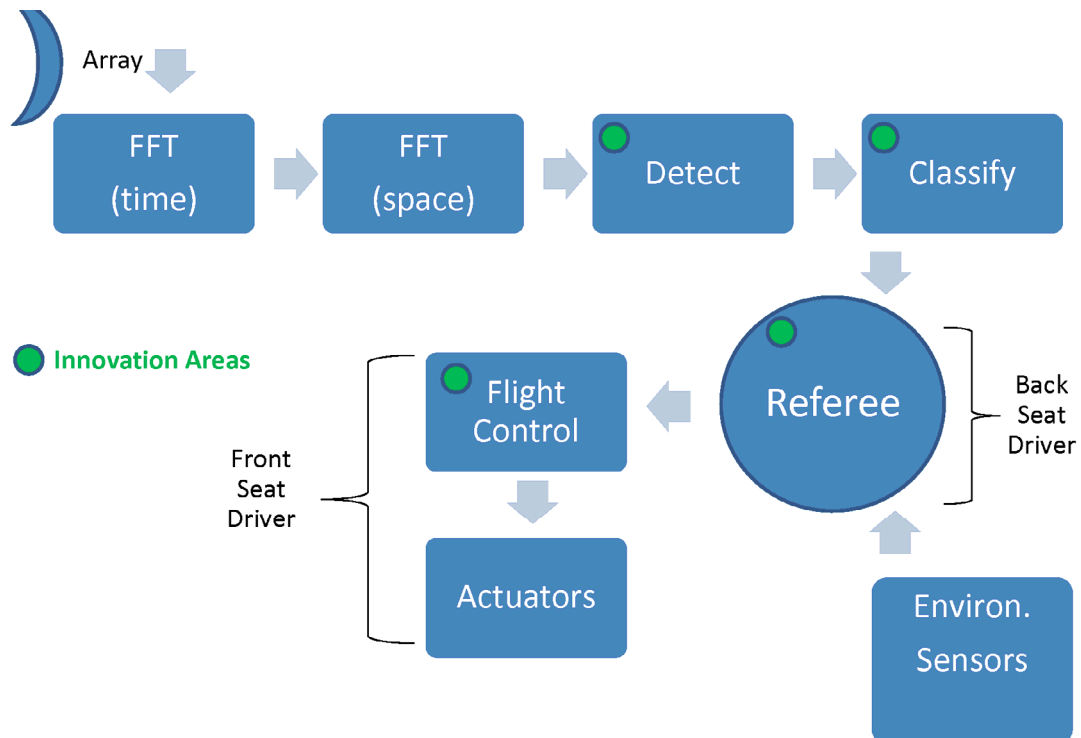 Array
FFT
(time)
FFT
(space)
Detect
Classify
Innovation Areas
Flight
Control
Referee
Back
Seat
Driver
Front
Seat
Driver
Actuators
Environ.
Sensors